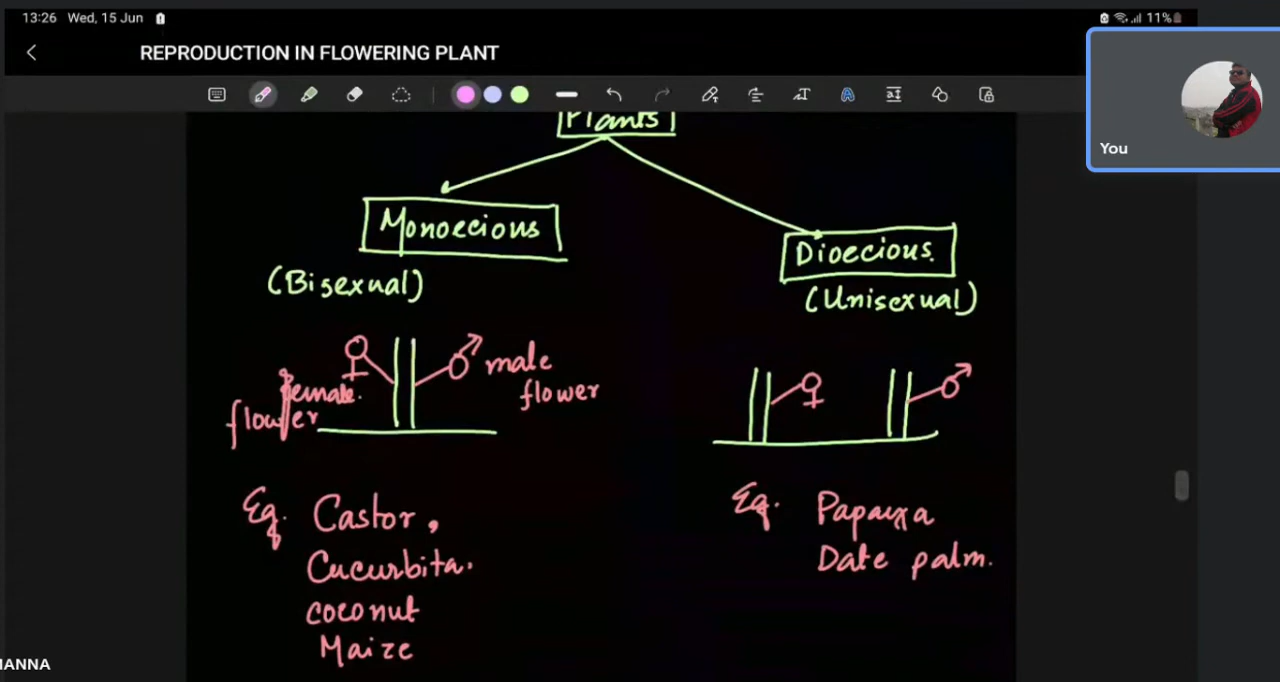 13:26 Wed, 15 Jun
11%
REPRODUCTION IN FLOWERING PLANT
You
Plants
Monoecious
Dioecious.
(Bisexual)
(Unisexual)
female.
flower
male
flower
Eg. Castor,
Cucurbita.
coconut
Maize
Eg. Papaya
Date palm.
IANNA